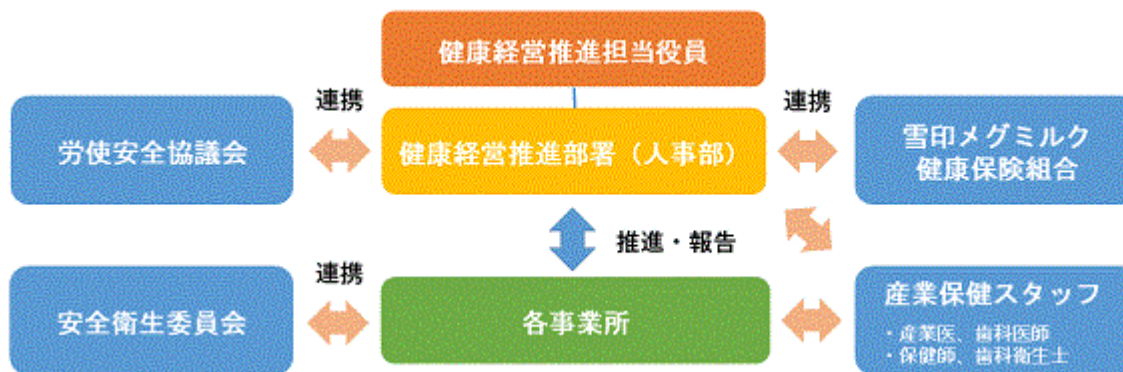 健康経営推進担当役員
連携
連携
労使安全協議会
健康経営推進部署（人事部）
雪印メグミルク
健康保険組合
推進・報告
連携
安全衛生委員会
各事業所
産業保健スタッフ
・産業医、歯科医師
・保健師、歯科衛生士